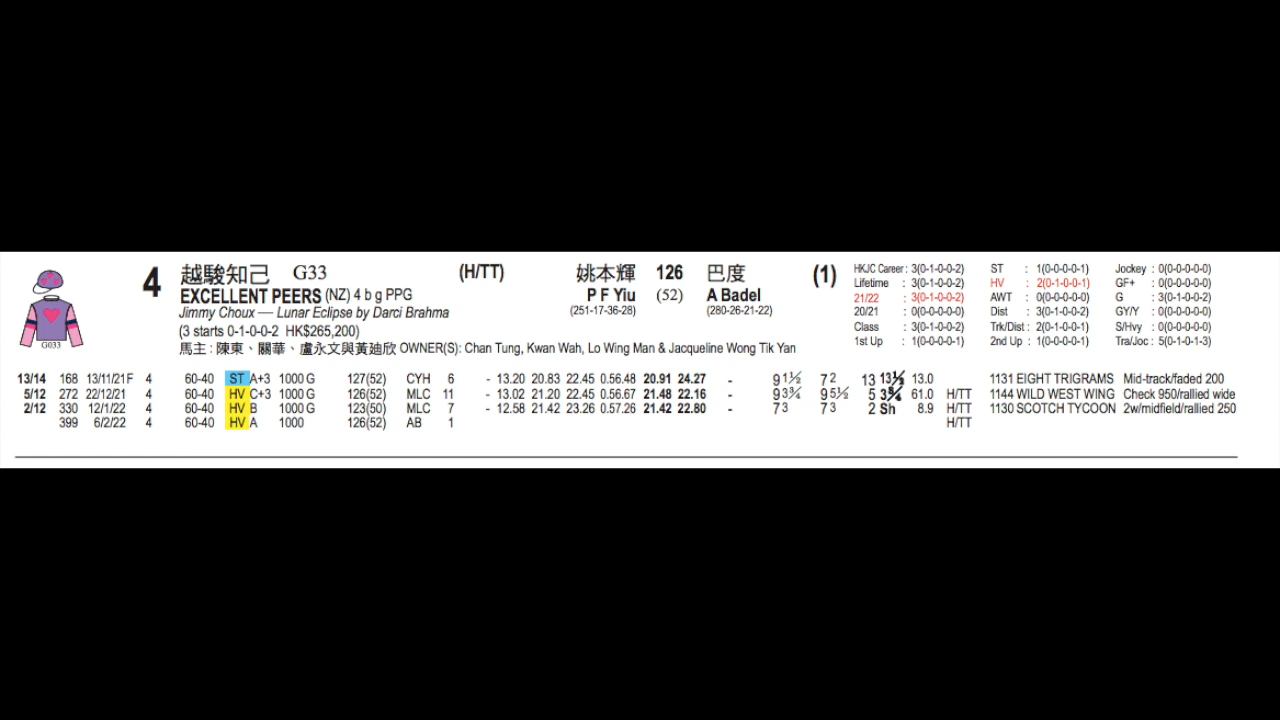 4 越駿知己 G33 (H/TT) 姚本輝 126 巴度 (1)
EXCELLENT PEERS (NZ) 4 b g PPG P F Yiu (52) A Badel
Jimmy Choux — Lunar Eclipse by Darci Brahma (251-17-36-28) (280-26-21-22)
(3 starts 0-1-0-0-2 HK$265,200)
馬主 : 陳東、關華、盧永文與黃廸欣 OWNER(S): Chan Tung, Kwan Wah, Lo Wing Man & Jacqueline Wong Tik Yan
G033
HKJC Career : 3(0-1-0-0-2) ST : 1(0-0-0-0-1) Jockey : 0(0-0-0-0-0)
Lifetime : 3(0-1-0-0-2) HV : 2(0-1-0-0-1) GF+ : 0(0-0-0-0-0)
21/22 : 3(0-1-0-0-2) AWT : 0(0-0-0-0-0) G : 3(0-1-0-0-2)
20/21 : 0(0-0-0-0-0) Dist : 3(0-1-0-0-2) GY/Y : 0(0-0-0-0-0)
Class : 3(0-1-0-0-2) Trk/Dist : 2(0-1-0-0-1) S/Hvy : 0(0-0-0-0-0)
1st Up : 1(0-0-0-0-1) 2nd Up : 1(0-0-0-0-1) Tra/Joc : 5(0-1-0-1-3)
13/14 168 13/11/21F 4 60-40 ST A+3 1000 G 127(52) CYH 6 - 13.20 20.83 22.45 0.56.48 20.91 24.27 - 9 1½ 7 2 13 13½ 13.0 1131 EIGHT TRIGRAMS Mid-track/faded 200
5/12 272 22/12/21 4 60-40 HV C+3 1000 G 126(52) MLC 11 - 13.02 21.20 22.45 0.56.67 21.48 22.16 - 9 3¾ 9 5½ 5 3¾ 61.0 H/TT 1144 WILD WEST WING Check 950/rallied wide
2/12 330 12/1/22 4 60-40 HV B 1000 G 123(50) MLC 7 - 12.58 21.42 23.26 0.57.26 21.42 22.80 - 7 3 7 3 2 Sh 8.9 H/TT 1130 SCOTCH TYCOON 2w/midfield/rallied 250
399 6/2/22 4 60-40 HV A 1000 126(52) AB 1 H/TT